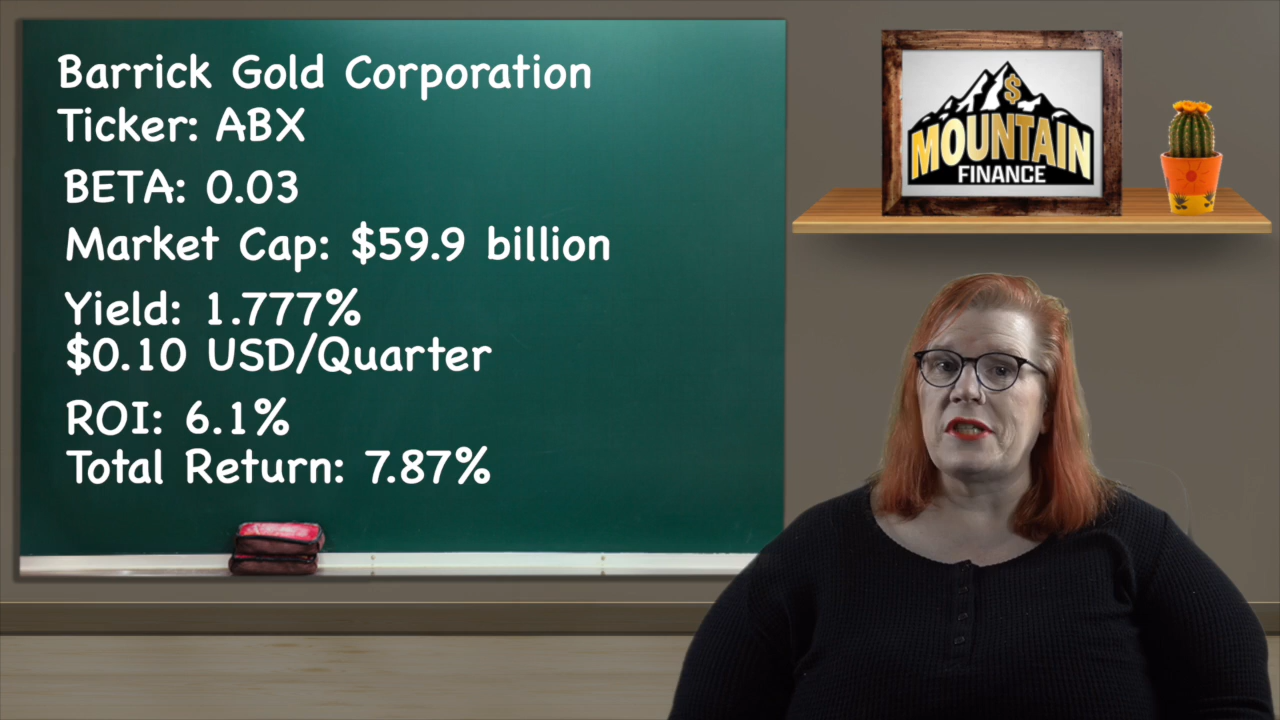 Barrick Gold Corporation
Ticker: ABX
BETA: 0.03
Market Cap: $59.9 billion
Yield: 1.777%
$0.10 USD/Quarter
ROI: 6.1%
Total Return: 7.87%
$
MOUNTAIN
FINANCE